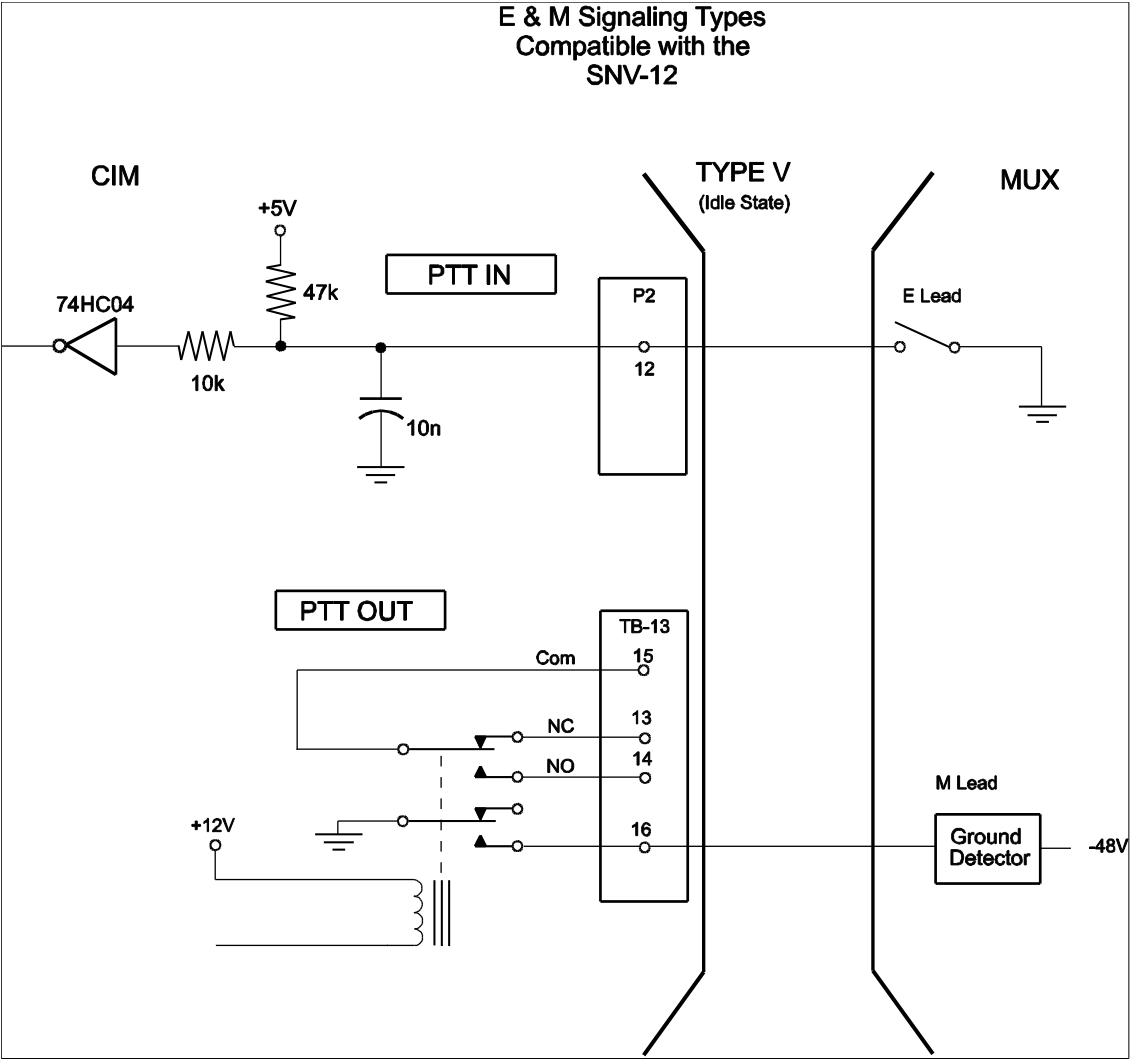 E & M Signaling Types
Compatible with the
SNV-12
CIM
TYPE V
(Idle State)
MUX
+5V
PTT IN
47k
74HC04
10k
10n
P2
12
E Lead
PTT OUT
TB-13
Com
15
NC
13
NO
14
16
+12V
M Lead
Ground
Detector
-48V